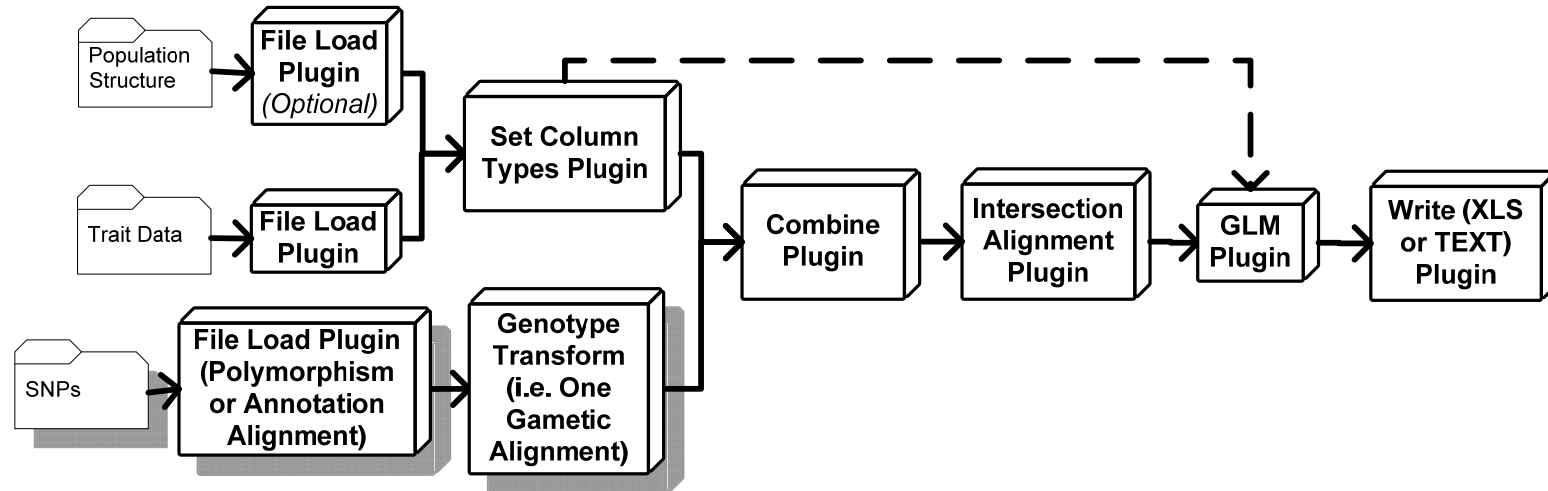 Population
Structure
File Load
Plugin
(Optional)
Set Column
Types Plugin
Trait Data
File Load
Plugin
Combine
Plugin
Intersection
Alignment
Plugin
GLM
Plugin
Write (XLS
or TEXT)
Plugin
SNPs
File Load Plugin
(Polymorphism
or Annotation
Alignment)
Genotype
Transform
(i.e. One
Gametic
Alignment)